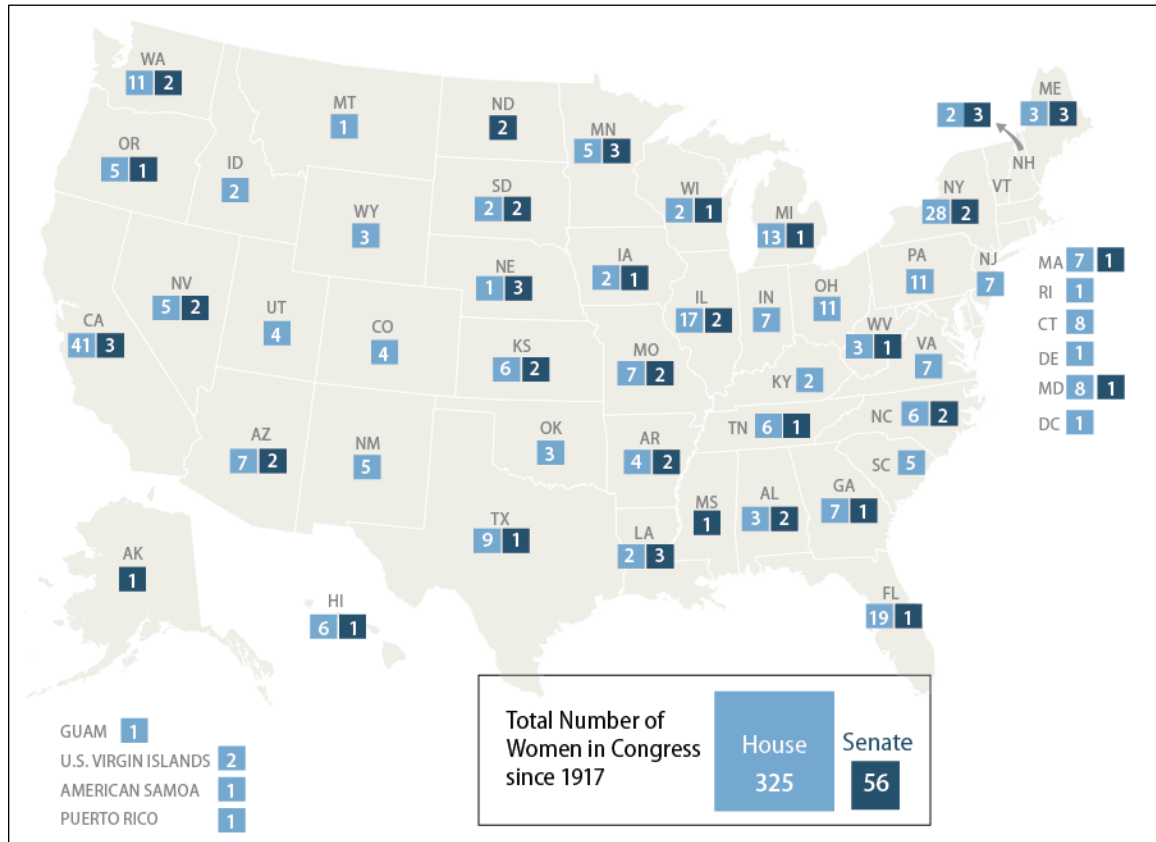 WA
11 2
MT
1
ND
2
MN
5 3
2 3
ME
3 3
NH
VT
OR
5 1
ID
2
SD
2 2
WI
2 1
MI
13 1
NY
28 2
WY
3
NE
1 3
IA
2 1
PA
11
NJ
7
MA 7 1
RI 1
CT 8
DE 1
MD 8 1
DC 1
NV
5 2
UT
4
CO
4
IL
17 2
IN
7
OH
11
WV
3 1
VA
7
CA
41 3
KS
6 2
MO
7 2
KY 2
TN 6 1
NC 6 2
AZ
7 2
NM
5
OK
3
AR
4 2
SC 5
MS
1
AL
3 2
GA
7 1
TX
9 1
LA
2 3
AK
1
HI
6 1
FL
19 1
GUAM 1
U.S. VIRGIN ISLANDS 2
AMERICAN SAMOA 1
PUERTO RICO 1
Total Number of
Women in Congress
since 1917
House
325
Senate
56